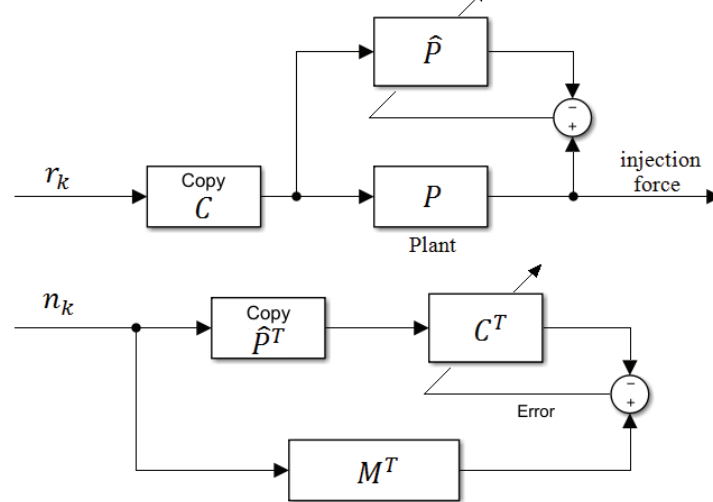 P̂
−
+
injection
force
r_k
Copy
C
P
Plant
n_k
Copy
P̂^T
C^T
−
+
Error
M^T